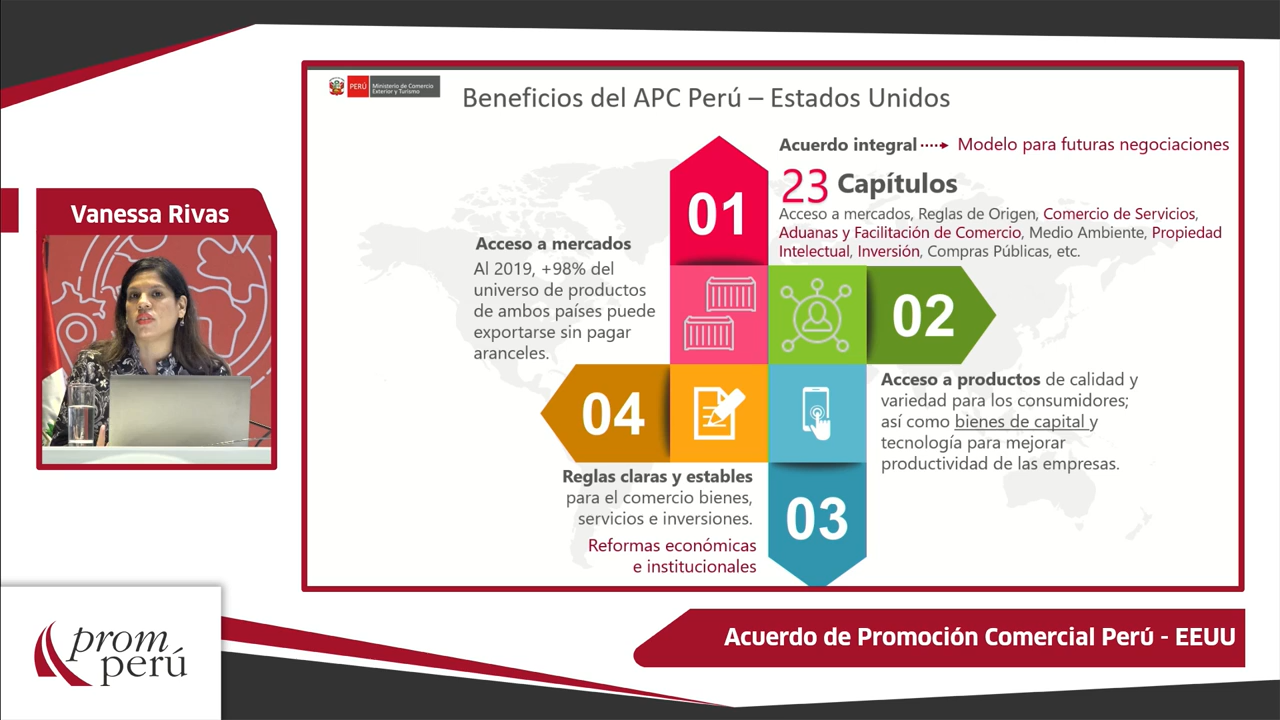 Vanessa Rivas
PERÚ
Ministerio de Comercio
Exterior y Turismo
Beneficios del APC Perú – Estados Unidos
Acuerdo integral
Modelo para futuras negociaciones
23 Capítulos
Acceso a mercados, Reglas de Origen, Comercio de Servicios,
Aduanas y Facilitación de Comercio, Medio Ambiente, Propiedad
Intelectual, Inversión, Compras Públicas, etc.
01
Acceso a mercados
Al 2019, +98% del
universo de productos
de ambos países puede
exportarse sin pagar
aranceles.
02
Acceso a productos de calidad y
variedad para los consumidores;
así como bienes de capital y
tecnología para mejorar
productividad de las empresas.
04
Reglas claras y estables
para el comercio bienes,
servicios e inversiones.
Reformas económicas
e institucionales
03
prom
perú
Acuerdo de Promoción Comercial Perú - EEUU